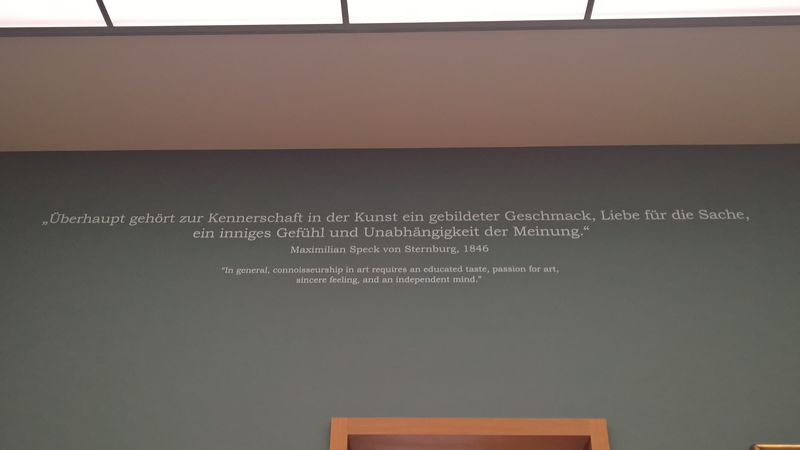 „Überhaupt gehört zur Kennerschaft in der Kunst ein gebildeter Geschmack, Liebe für die Sache,
ein inniges Gefühl und Unabhängigkeit der Meinung.“
Maximilian Speck von Sternburg, 1846
“In general, connoisseurship in art requires an educated taste, passion for art,
sincere feeling, and an independent mind.”